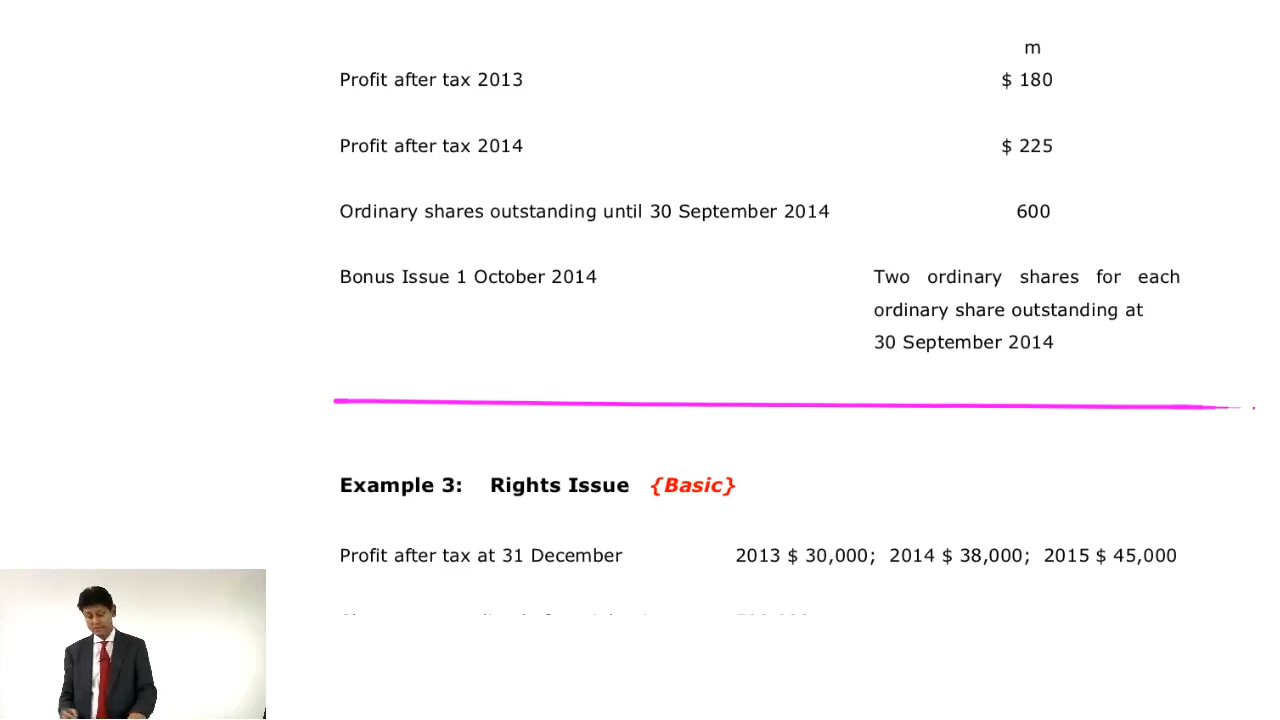 m
Profit after tax 2013 $ 180
Profit after tax 2014 $ 225
Ordinary shares outstanding until 30 September 2014 600
Bonus Issue 1 October 2014 Two ordinary shares for each
ordinary share outstanding at
30 September 2014
Example 3: Rights Issue {Basic}
Profit after tax at 31 December 2013 $ 30,000; 2014 $ 38,000; 2015 $ 45,000